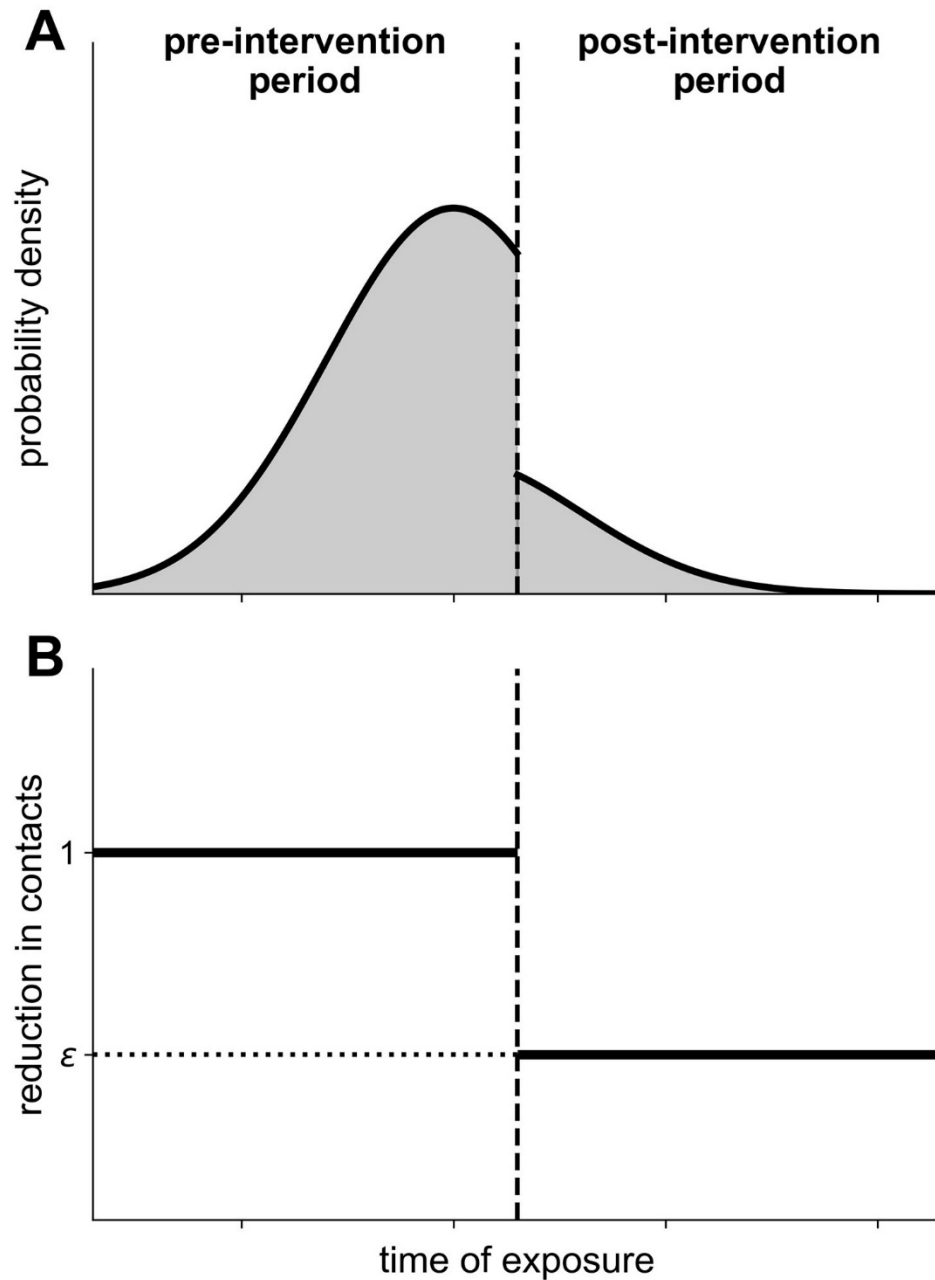 A
pre-intervention
period
post-intervention
period
probability density
B
reduction in contacts
1
ε
time of exposure